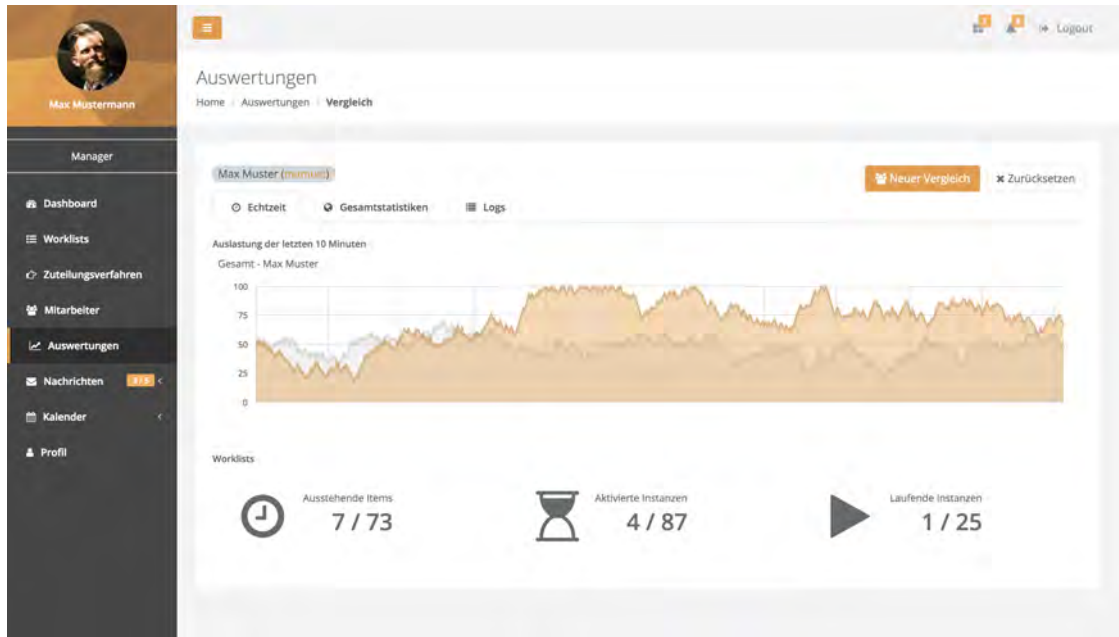 Max Mustermann
Manager
Dashboard
Worklists
Zuteilungsverfahren
Mitarbeiter
Auswertungen
Nachrichten
Kalender
Profil
Logout
Auswertungen
Home / Auswertungen / Vergleich
Max Muster
Neuer Vergleich
Zurücksetzen
Echtzeit
Gesamtstatistiken
Logs
Auslastung der letzten 10 Minuten
Gesamt - Max Muster
100
75
50
25
0
Worklists
Ausstehende Items
7 / 73
Aktivierte Instanzen
4 / 87
Laufende Instanzen
1 / 25